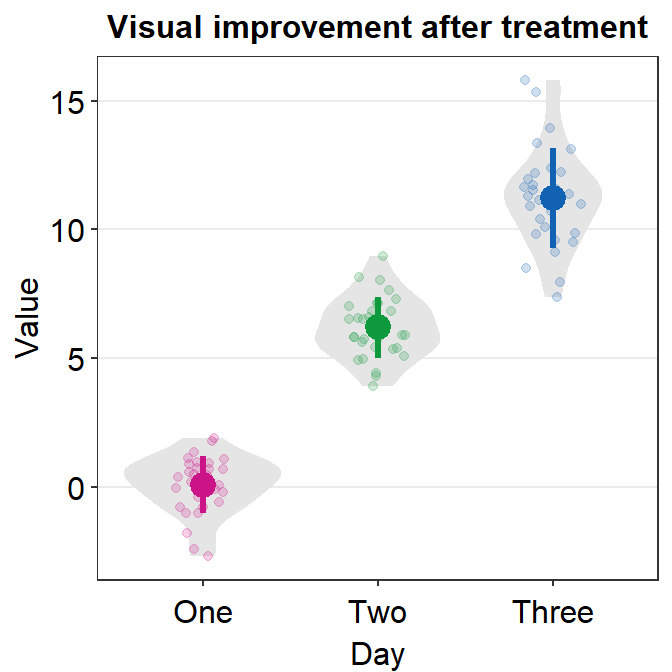 Visual improvement after treatment
15
10
5
0
Value
One Two Three
Day